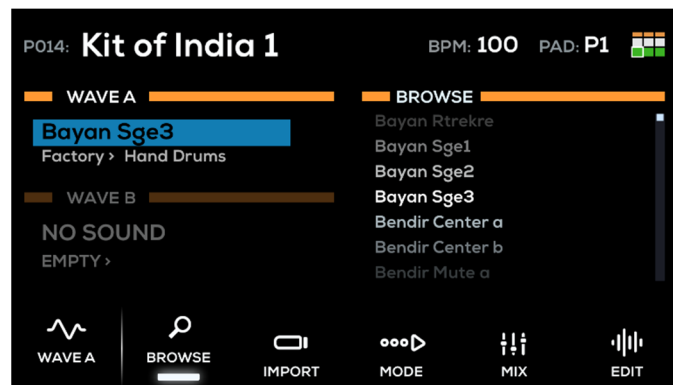 P014: Kit of India 1 BPM: 100 PAD: P1
WAVE A
Bayan Sge3
Factory > Hand Drums
WAVE B
NO SOUND
EMPTY >
BROWSE
Bayan Rtrekre
Bayan Sge1
Bayan Sge2
Bayan Sge3
Bendir Center a
Bendir Center b
Bendir Mute a
WAVE A BROWSE IMPORT MODE MIX EDIT